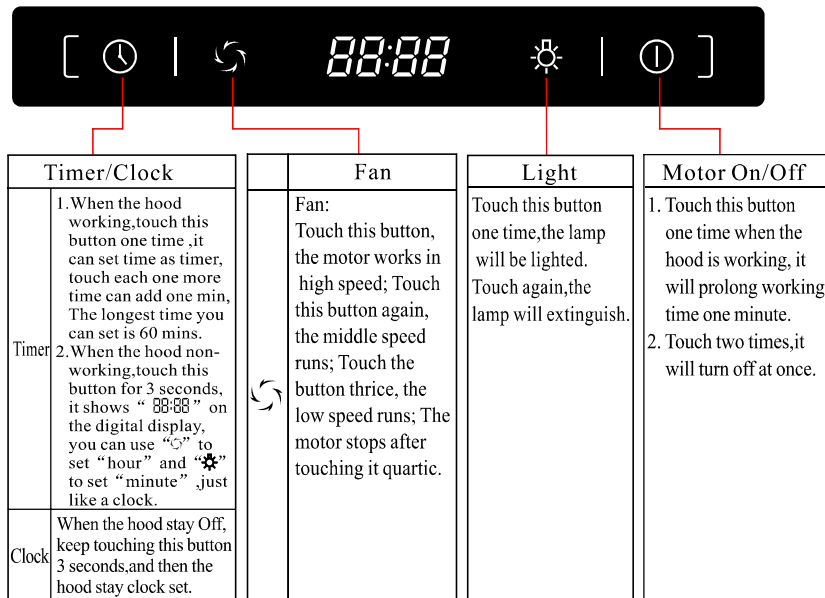 88:88
Timer/Clock
Timer
1.When the hood
working,touch this
button one time ,it
can set time as timer,
touch each one more
time can add one min,
The longest time you
can set is 60 mins.
2.When the hood non-
working,touch this
button for 3 seconds,
it shows “ 88:88 ” on
the digital display,
you can use “ ” to
set “hour” and “ ”
to set “minute” ,just
like a clock.
Clock
When the hood stay Off,
keep touching this button
3 seconds,and then the
hood stay clock set.
Fan
Fan:
Touch this button,
the motor works in
high speed; Touch
this button again,
the middle speed
runs; Touch the
button thrice, the
low speed runs; The
motor stops after
touching it quartic.
Light
Touch this button
one time,the lamp
will be lighted.
Touch again,the
lamp will extinguish.
Motor On/Off
1. Touch this button
one time when the
hood is working, it
will prolong working
time one minute.
2. Touch two times,it
will turn off at once.